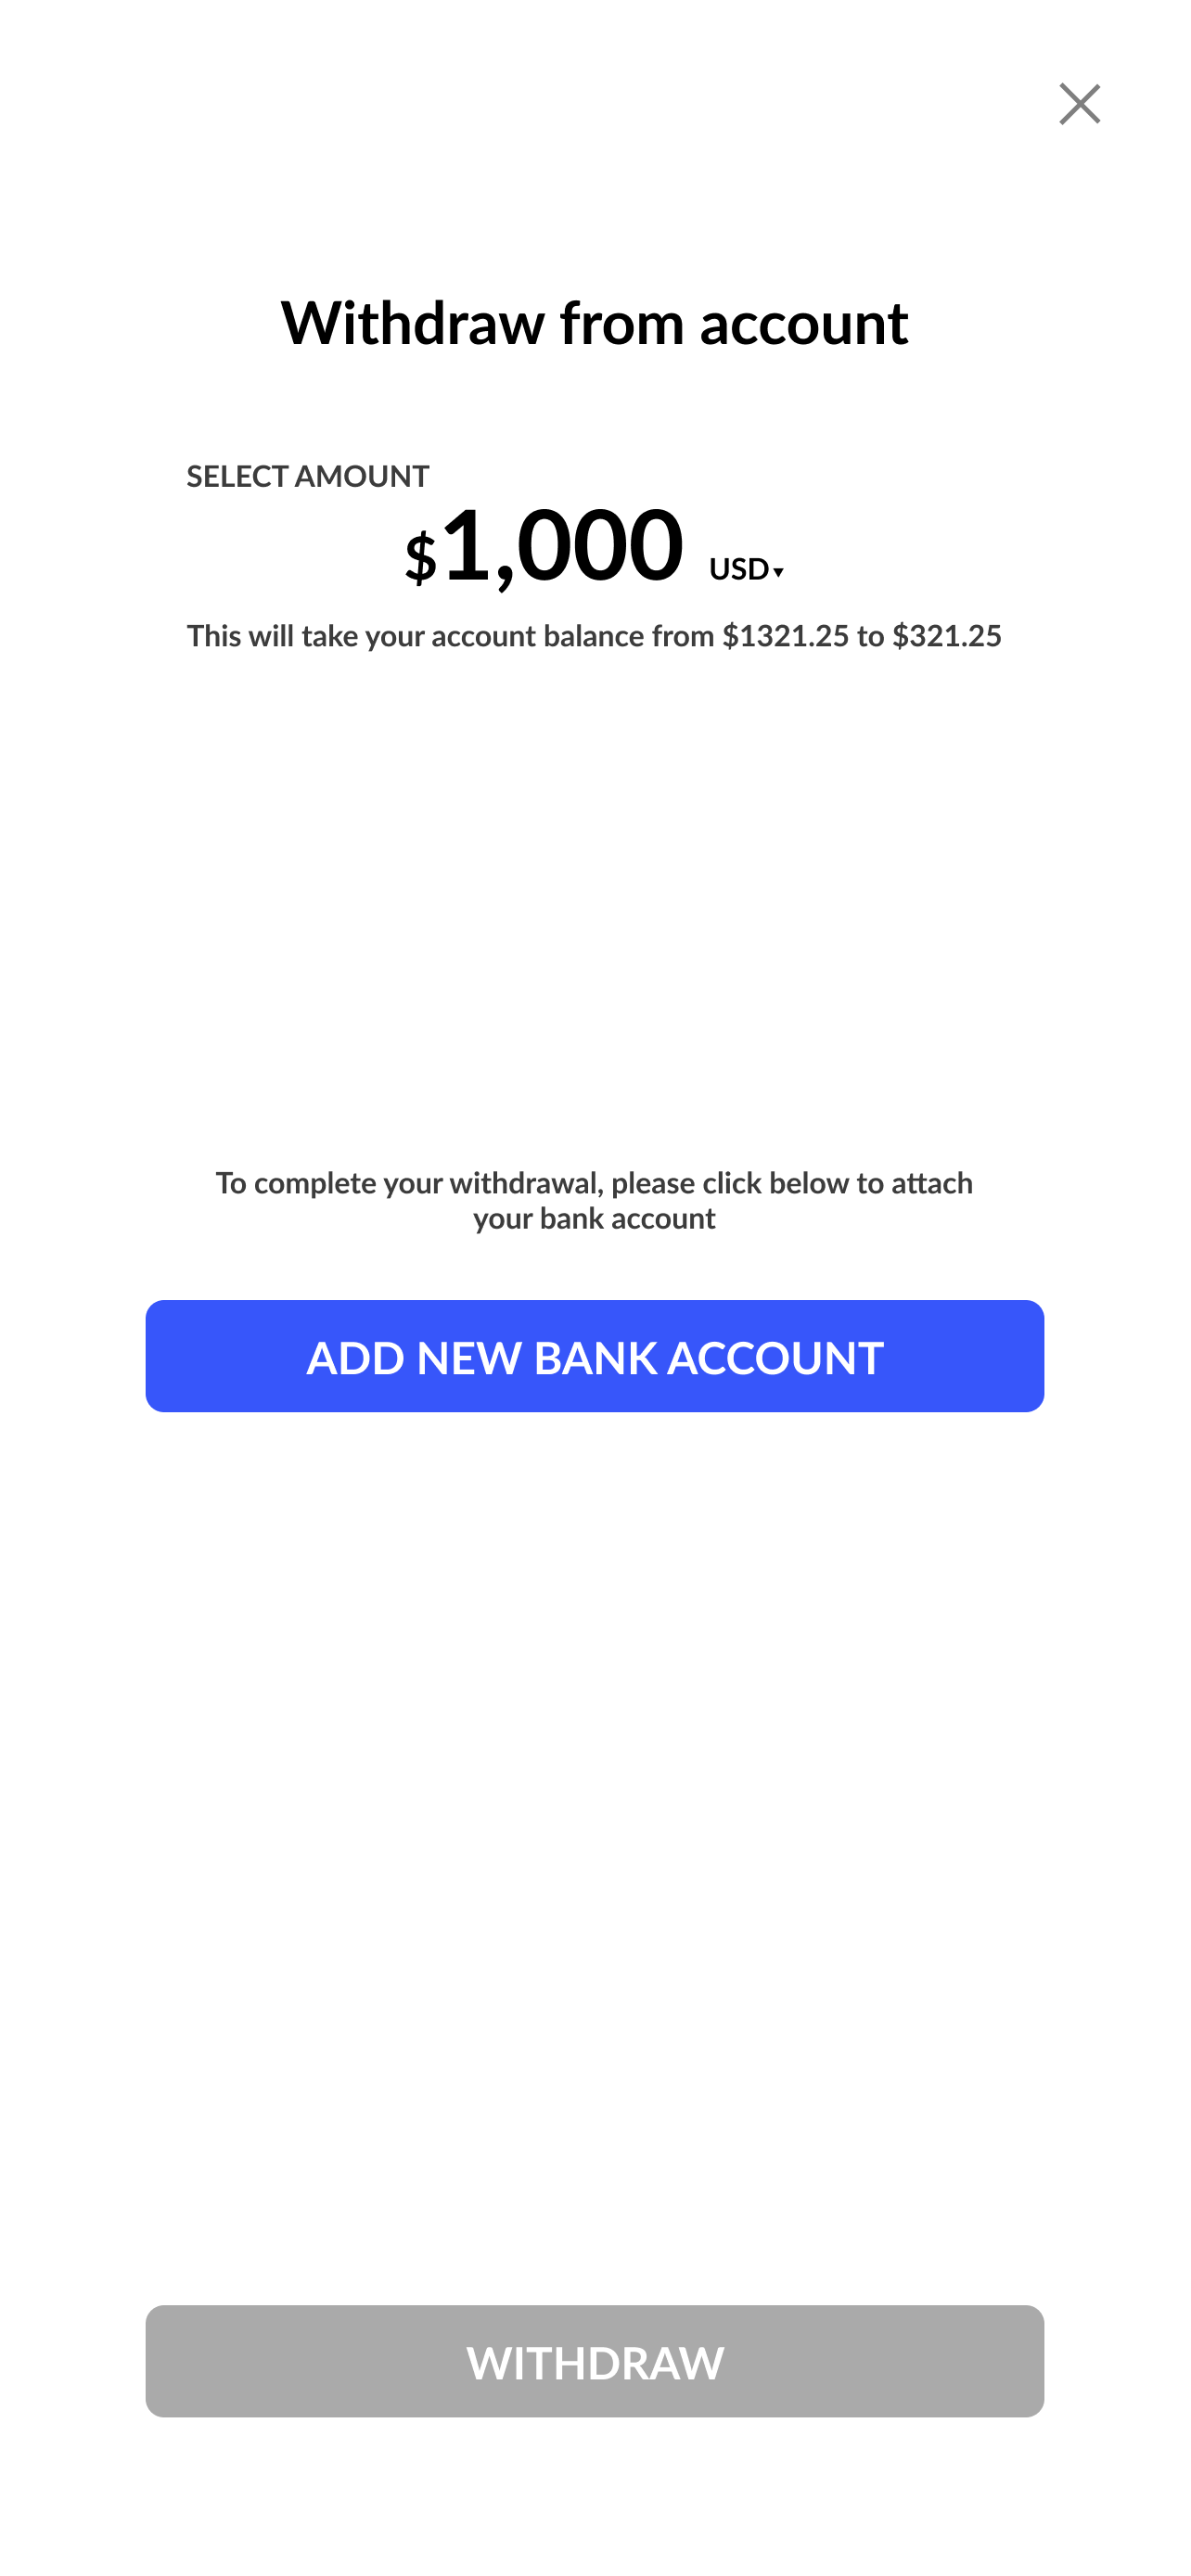 Withdraw from account
SELECT AMOUNT
$1,000 USD▾
This will take your account balance from $1321.25 to $321.25
To complete your withdrawal, please click below to attach
your bank account
ADD NEW BANK ACCOUNT
WITHDRAW